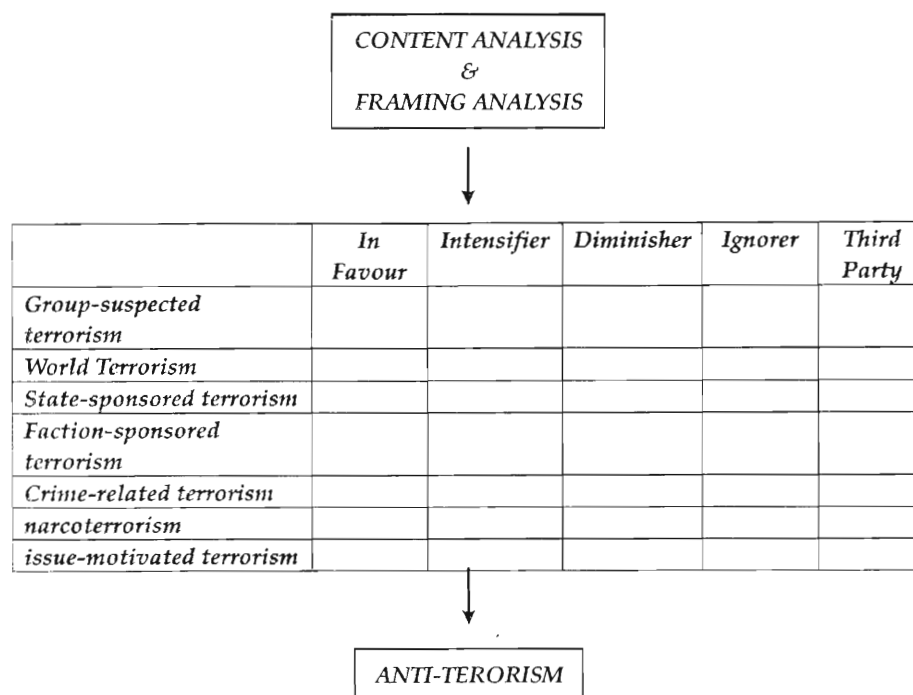 CONTENT ANALYSIS
&
FRAMING ANALYSIS
In Intensifier Diminisher Ignorer Third
Favour Party
Group-suspected
terrorism
World Terrorism
State-sponsored terrorism
Faction-sponsored
terrorism
Crime-related terrorism
narcoterrorism
issue-motivated terrorism
ANTI-TERORISM